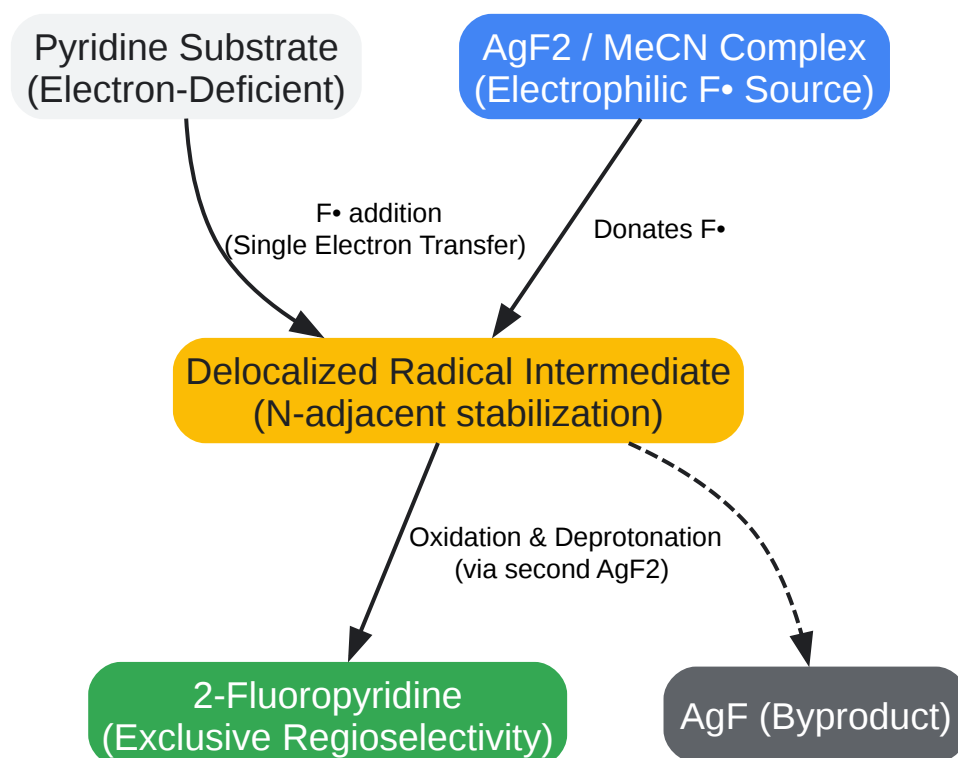 Pyridine Substrate
(Electron-Deficient)
AgF2 / MeCN Complex
(Electrophilic F• Source)
F• addition
(Single Electron Transfer)
Donates F•
Delocalized Radical Intermediate
(N-adjacent stabilization)
Oxidation & Deprotonation
(via second AgF2)
2-Fluoropyridine
(Exclusive Regioselectivity)
AgF (Byproduct)